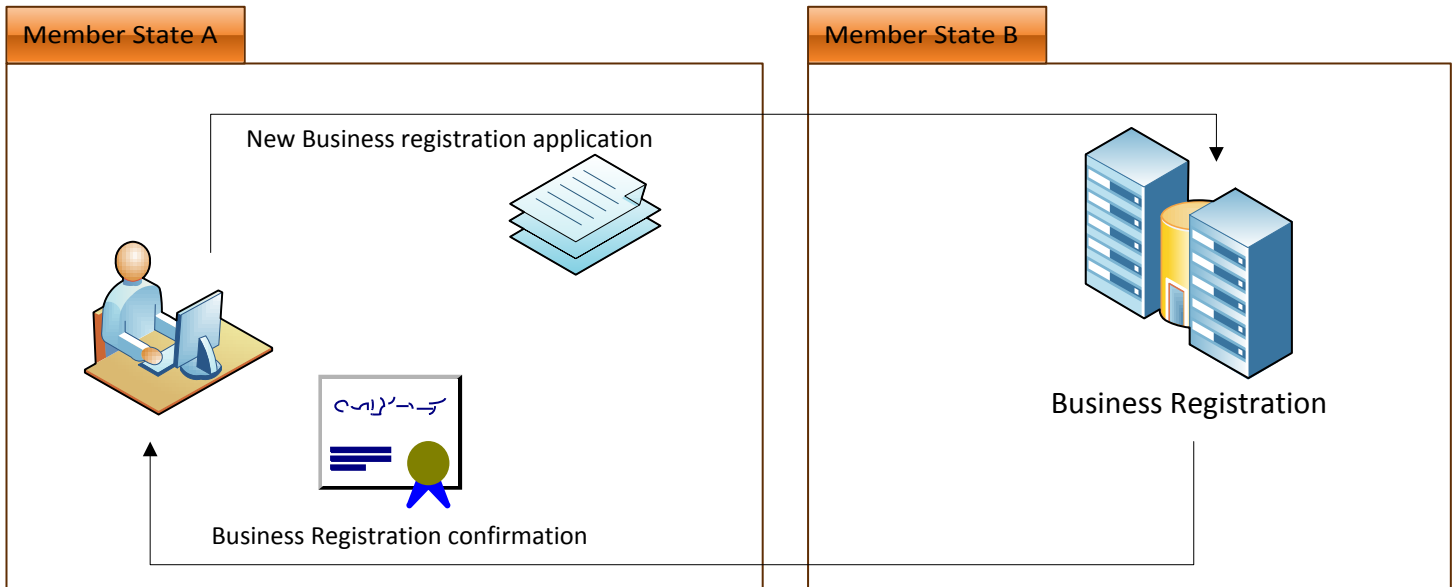 Member State A
Member State B
New Business registration application
Business Registration
Business Registration confirmation